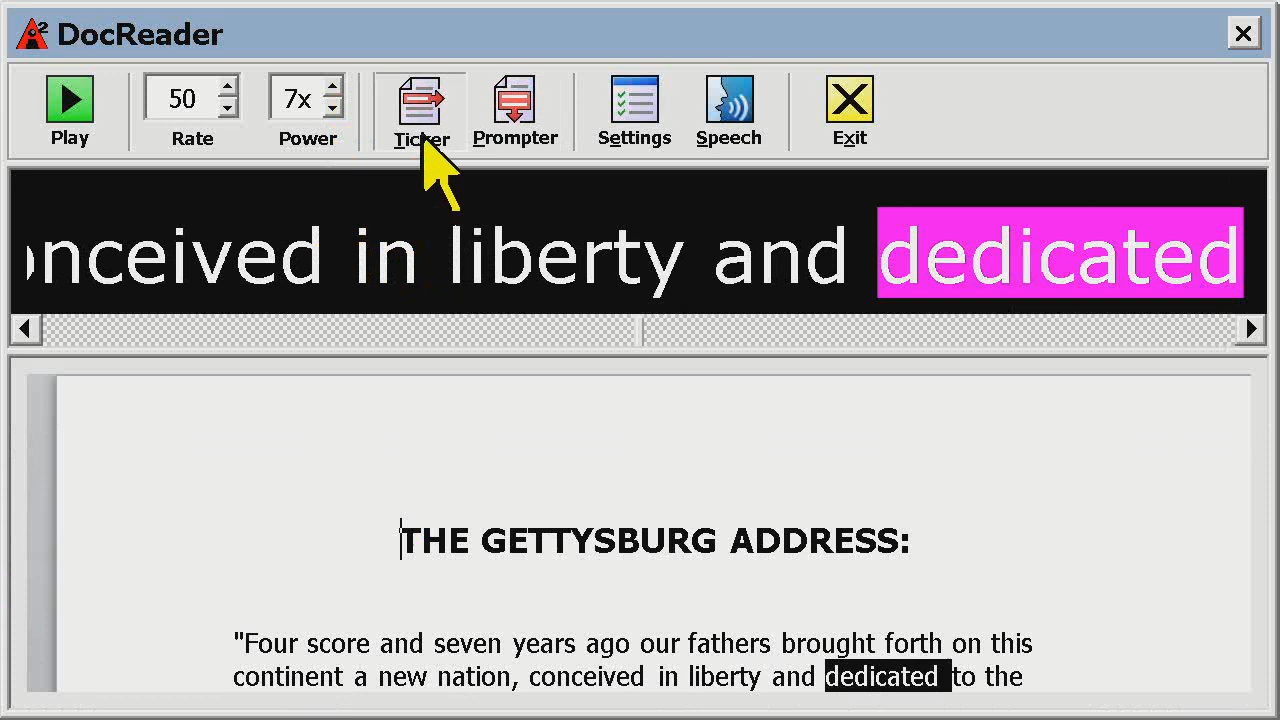 DocReader
50 7x
Play Rate Power Ticker Prompter Settings Speech Exit
onceived in liberty and dedicated
THE GETTYSBURG ADDRESS:
"Four score and seven years ago our fathers brought forth on this
continent a new nation, conceived in liberty and dedicated to the